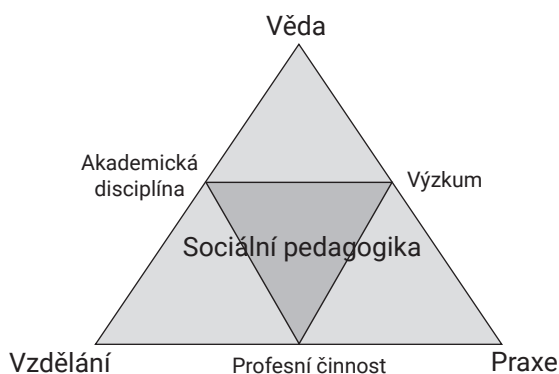 Věda
Akademická
disciplína
Výzkum
Sociální pedagogika
Vzdělání
Profesní činnost
Praxe